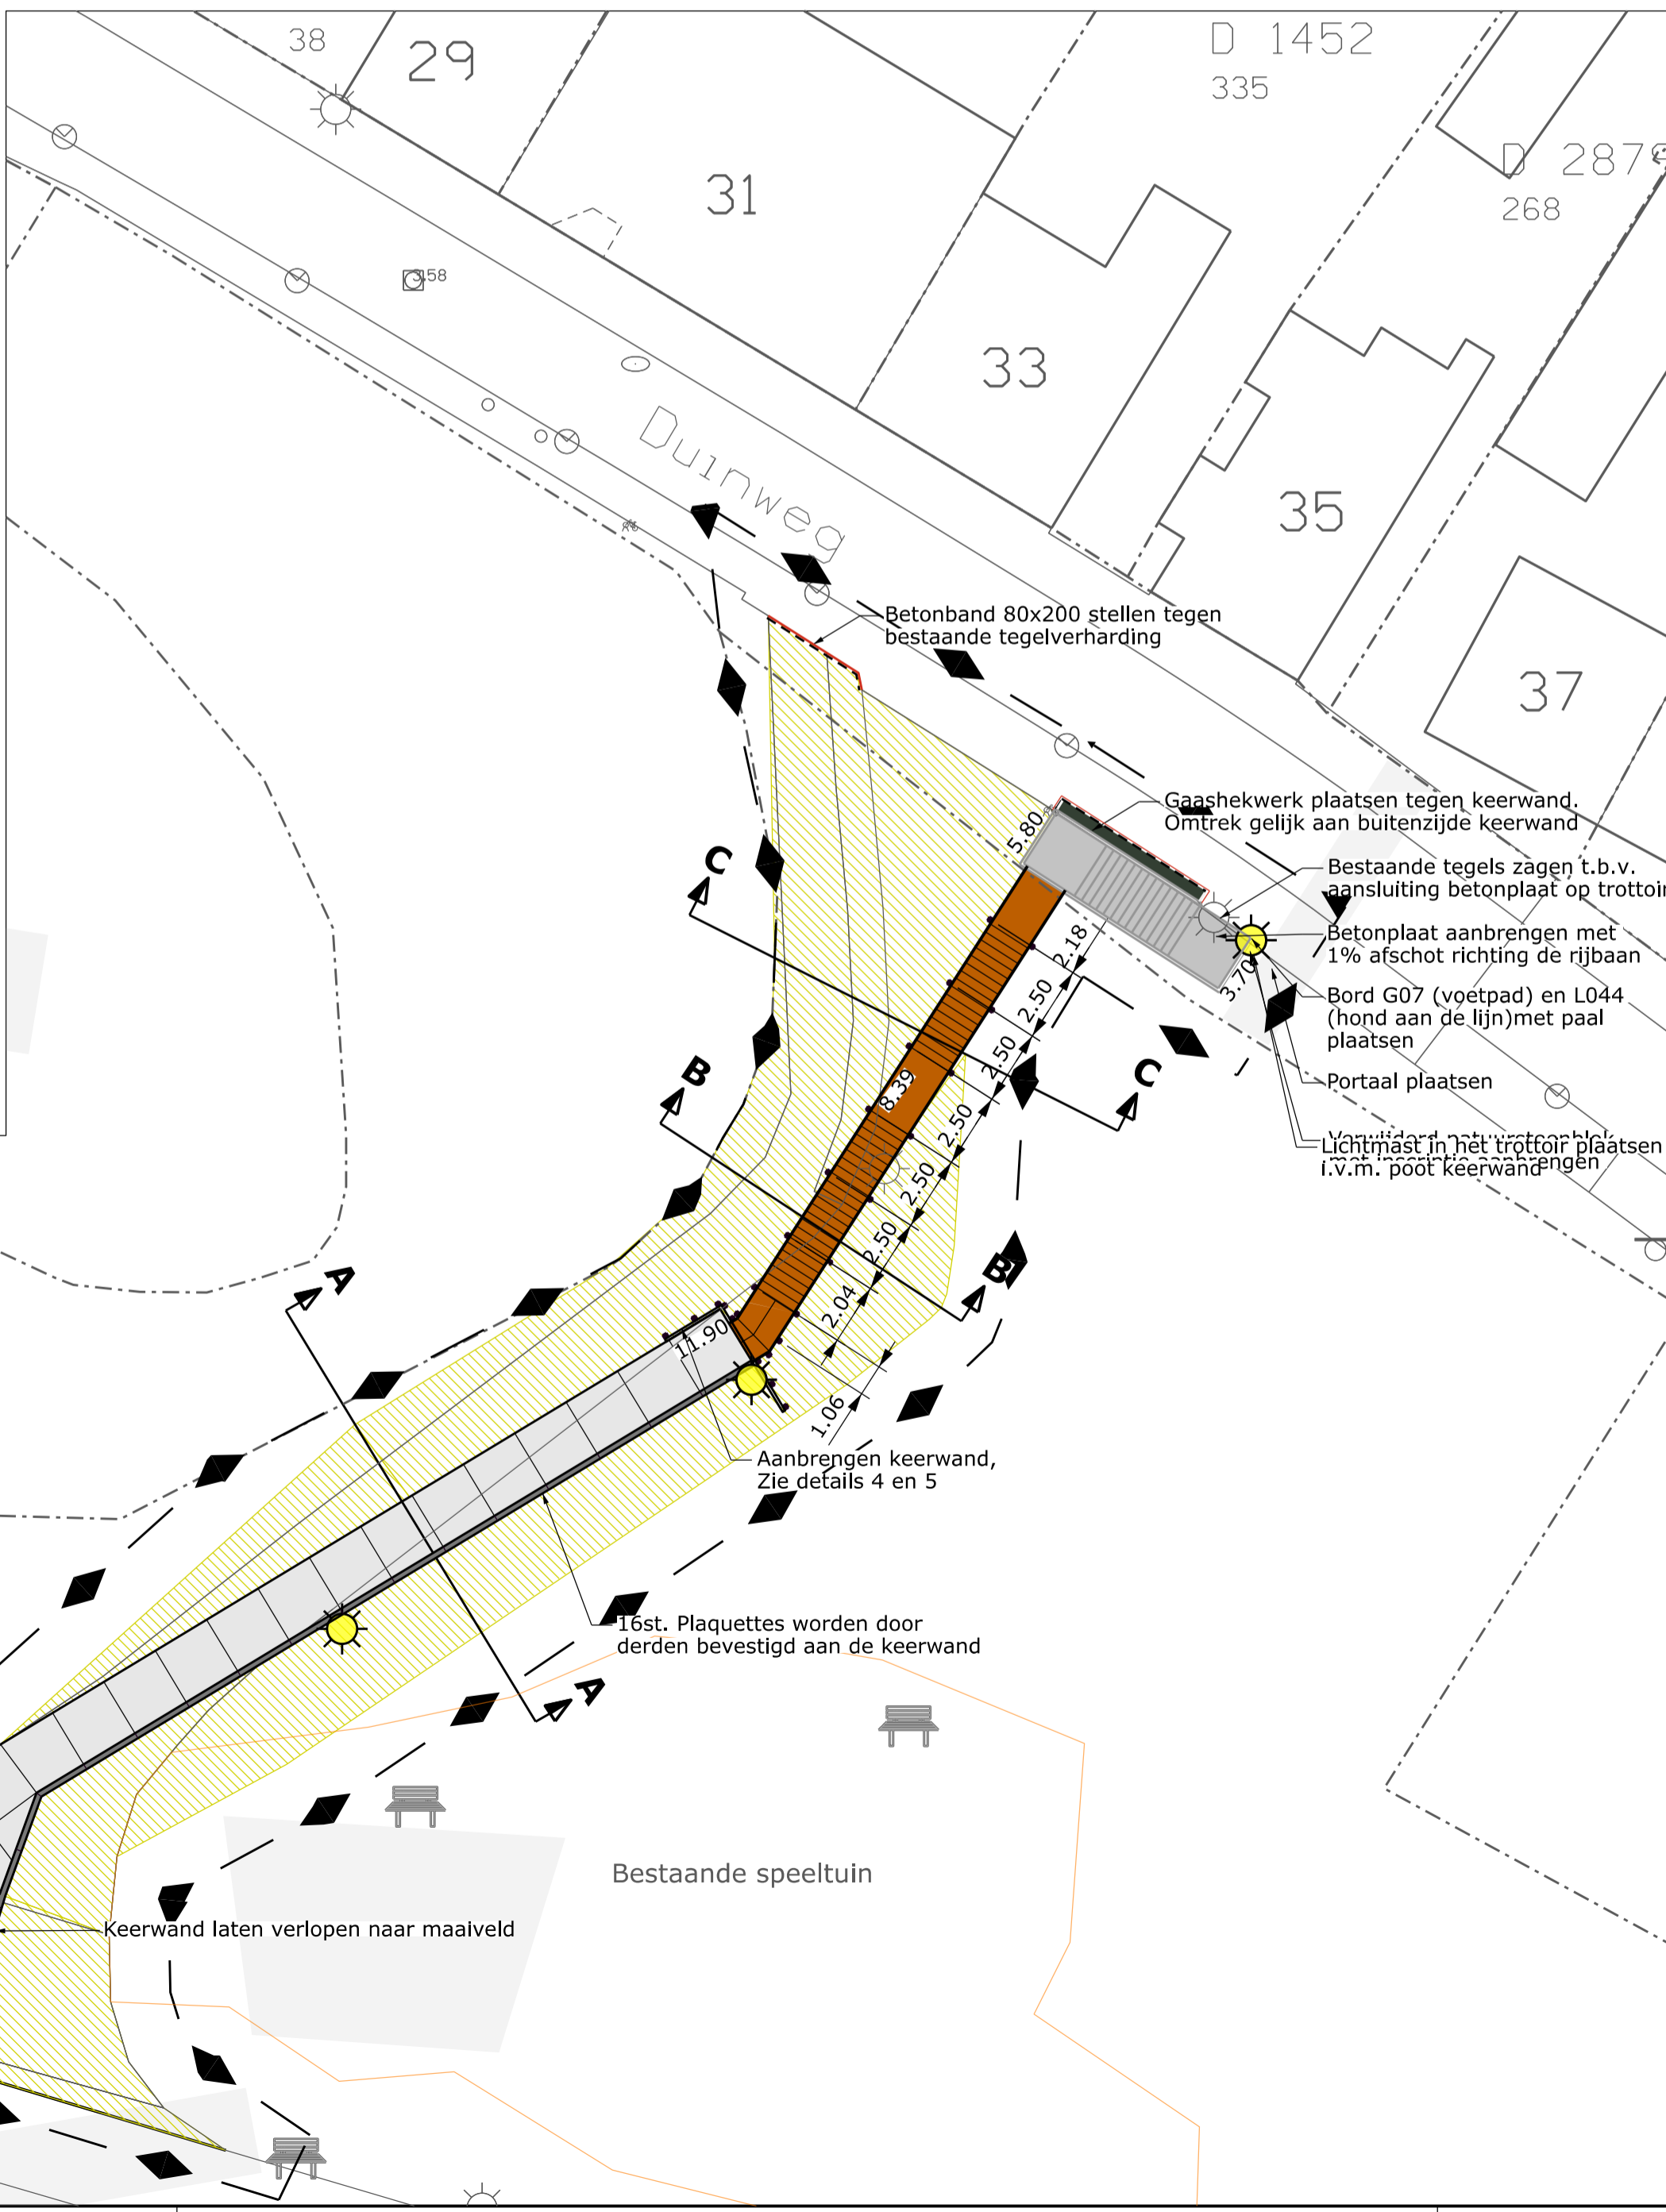 38
29
D 1452
335
31
D 2879
268
3.58
33
35
Duinweg
Betonband 80x200 stellen tegen
bestaande tegelverharding
37
Gaashekwerk plaatsen tegen keerwand.
Omtrek gelijk aan buitenzijde keerwand
5.80
C
Bestaande tegels zagen t.b.v.
aansluiting betonplaat op trottoir
Betonplaat aanbrengen met
1% afschot richting de rijbaan
2.18
3.70
2.50
Bord G07 (voetpad) en L044
(hond aan de lijn)met paal
plaatsen
2.50
B
C
Portaal plaatsen
8.39
2.50
Lichtmast in het trottoir plaatsen
i.v.m. poot keerwand
2.50
2.50
B
A
2.04
11.90
1.06
Aanbrengen keerwand,
Zie details 4 en 5
16st. Plaquettes worden door
derden bevestigd aan de keerwand
A
Bestaande speeltuin
Keerwand laten verlopen naar maaiveld